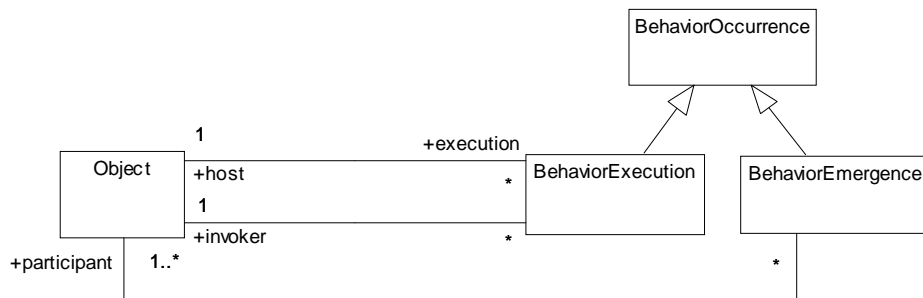 BehaviorOccurrence
1
+execution
Object
BehaviorExecution
BehaviorEmergence
+host
*
1
+invoker
*
+participant
1..*
*